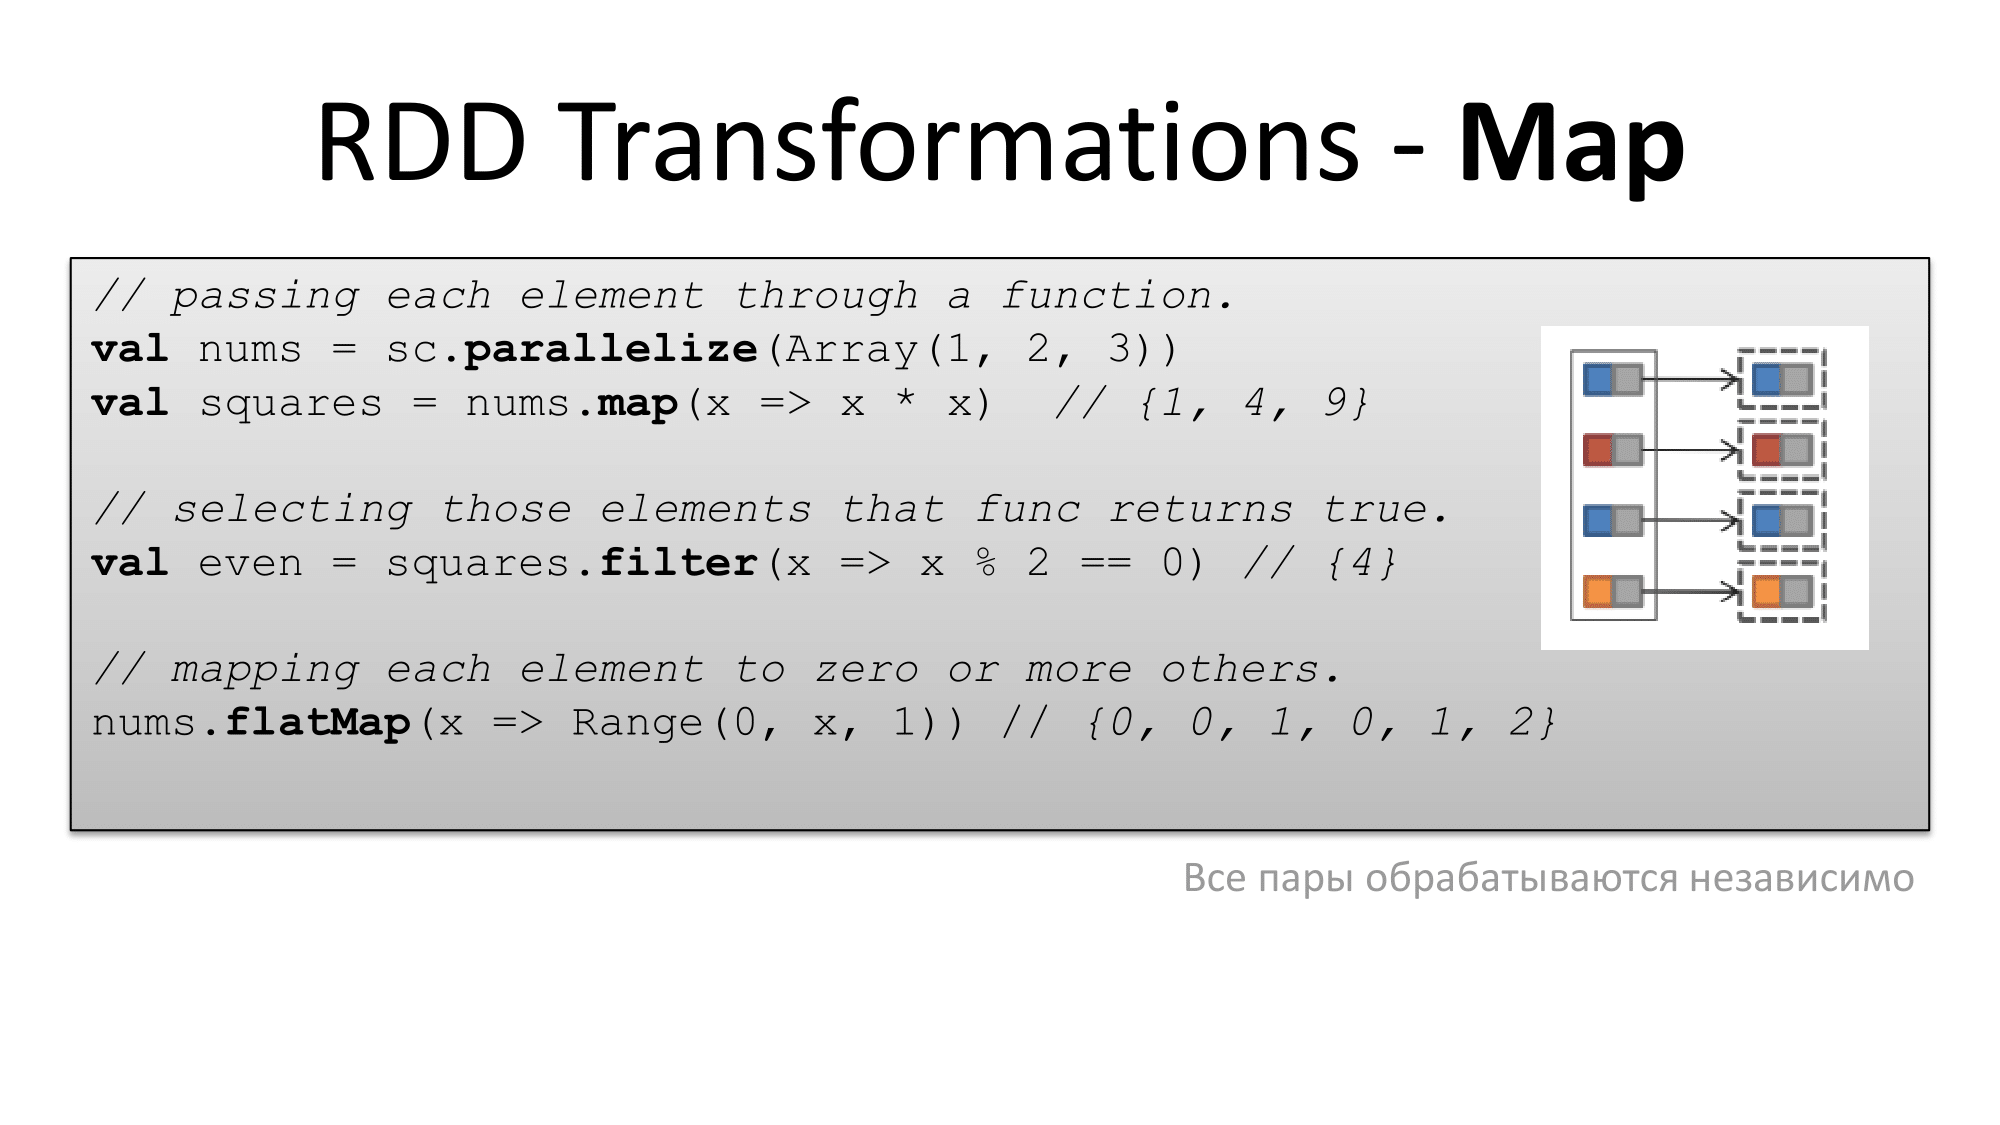 RDD Transformations - Map
// passing each element through a function.
val nums = sc.parallelize(Array(1, 2, 3))
val squares = nums.map(x => x * x)  // {1, 4, 9}
// selecting those elements that func returns true.
val even = squares.filter(x => x % 2 == 0) // {4}
// mapping each element to zero or more others.
nums.flatMap(x => Range(0, x, 1)) // {0, 0, 1, 0, 1, 2}
Все пары обрабатываются независимо